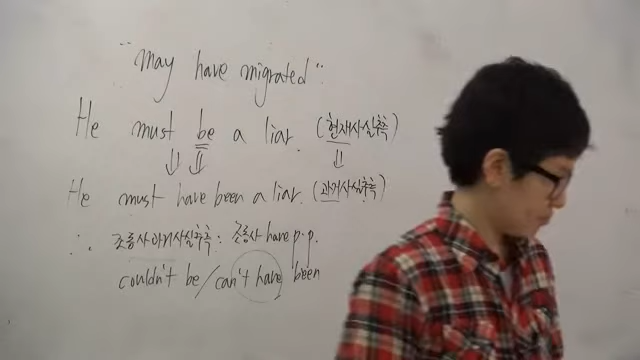 "may have migrated"
He must be a liar. (현재사실추측)
He must have been a liar. (과거사실추측)
∴ 조동사 과거사실추측 : 조동사 have p.p.
couldn't be / can't have been